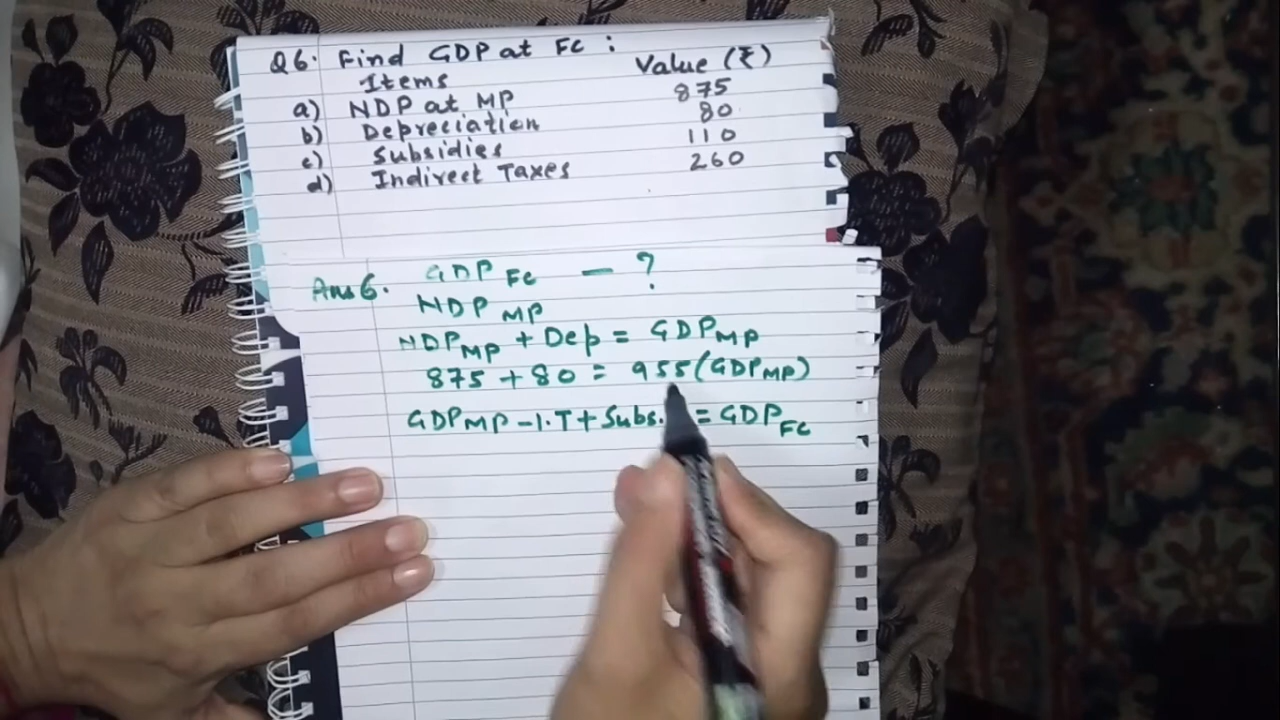 Q6. Find GDP at FC :
Items Value (₹)
a) NDP at MP 875
b) Depreciation 80
c) Subsidies 110
d) Indirect Taxes 260
Ans 6. GDP FC — ?
NDP MP
NDP MP + Dep = GDP MP
875 + 80 = 955 (GDP MP)
GDP MP - I.T + Subs. = GDP FC